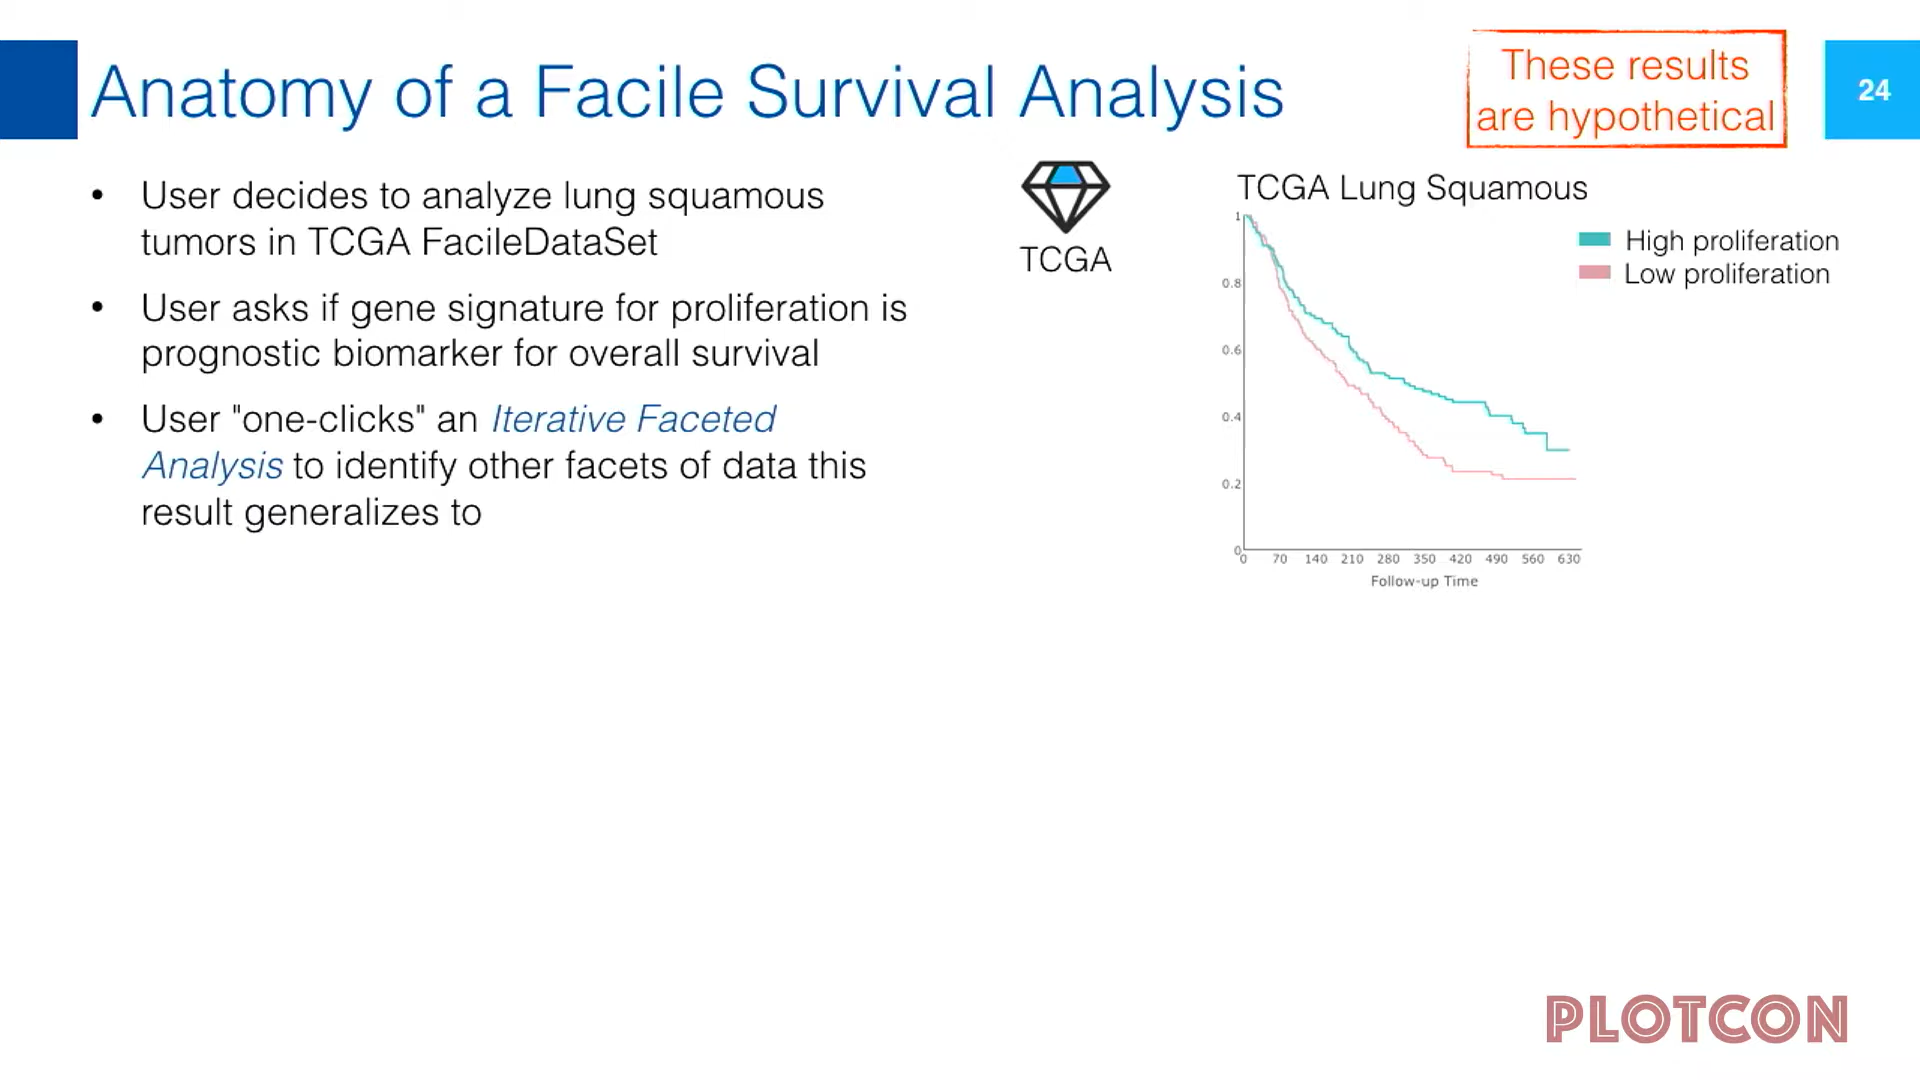 Anatomy of a Facile Survival Analysis
These results
are hypothetical
24
• User decides to analyze lung squamous
tumors in TCGA FacileDataSet
• User asks if gene signature for proliferation is
prognostic biomarker for overall survival
• User "one-clicks" an Iterative Faceted
Analysis to identify other facets of data this
result generalizes to
TCGA
TCGA Lung Squamous
High proliferation
Low proliferation
1
0.8
0.6
0.4
0.2
0
0 70 140 210 280 350 420 490 560 630
Follow-up Time
PLOTCON